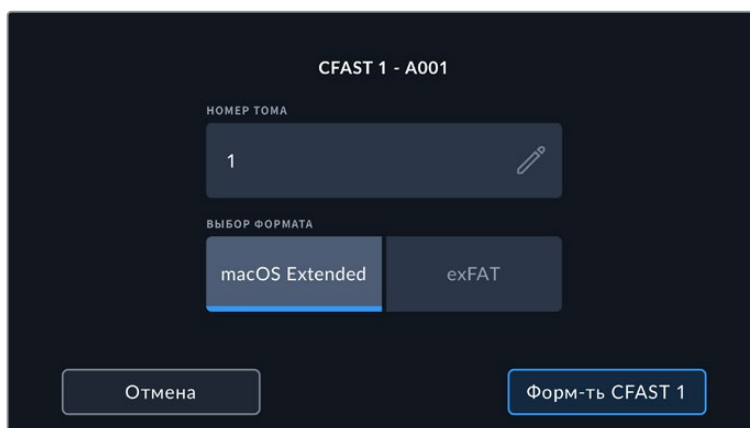 CFAST 1 - A001
НОМЕР ТОМА
1
ВЫБОР ФОРМАТА
macOS Extended exFAT
Отмена Форм-ть CFAST 1